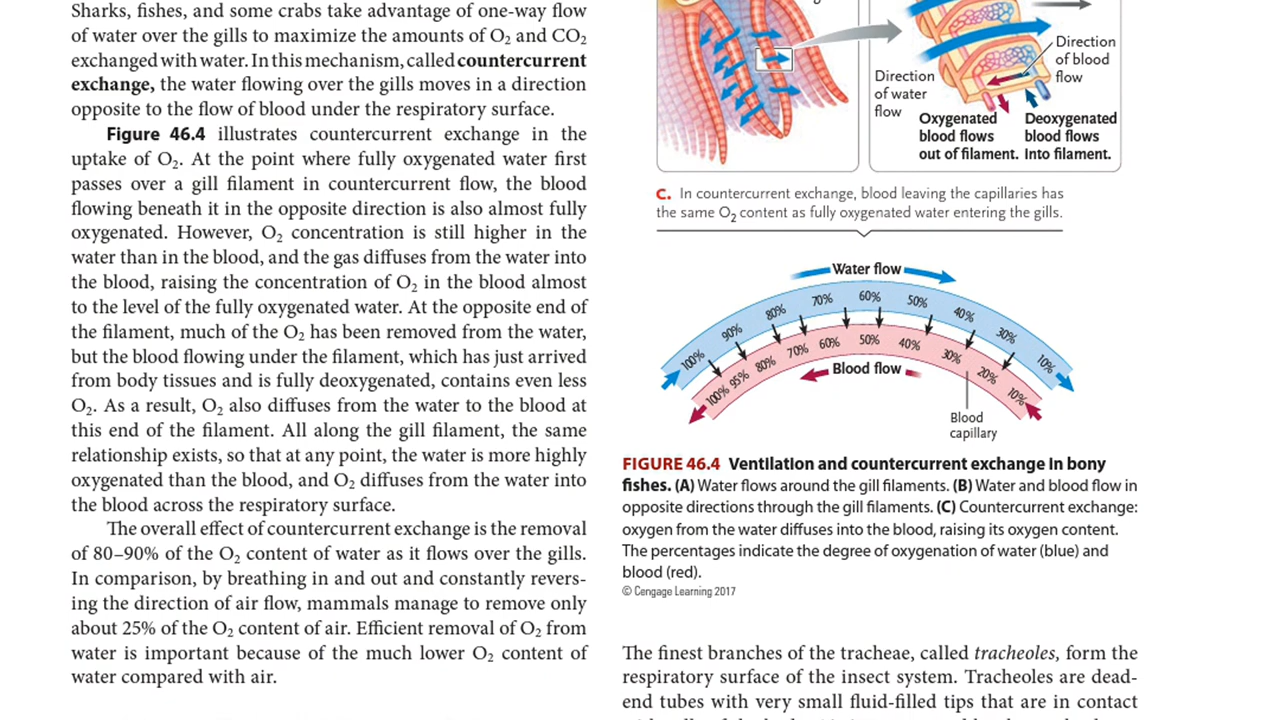 Sharks, fishes, and some crabs take advantage of one-way flow
of water over the gills to maximize the amounts of O₂ and CO₂
exchanged with water. In this mechanism, called countercurrent
exchange, the water flowing over the gills moves in a direction
opposite to the flow of blood under the respiratory surface.
Figure 46.4 illustrates countercurrent exchange in the
uptake of O₂. At the point where fully oxygenated water first
passes over a gill filament in countercurrent flow, the blood
flowing beneath it in the opposite direction is also almost fully
oxygenated. However, O₂ concentration is still higher in the
water than in the blood, and the gas diffuses from the water into
the blood, raising the concentration of O₂ in the blood almost
to the level of the fully oxygenated water. At the opposite end of
the filament, much of the O₂ has been removed from the water,
but the blood flowing under the filament, which has just arrived
from body tissues and is fully deoxygenated, contains even less
O₂. As a result, O₂ also diffuses from the water to the blood at
this end of the filament. All along the gill filament, the same
relationship exists, so that at any point, the water is more highly
oxygenated than the blood, and O₂ diffuses from the water into
the blood across the respiratory surface.
The overall effect of countercurrent exchange is the removal
of 80–90% of the O₂ content of water as it flows over the gills.
In comparison, by breathing in and out and constantly revers-
ing the direction of air flow, mammals manage to remove only
about 25% of the O₂ content of air. Efficient removal of O₂ from
water is important because of the much lower O₂ content of
water compared with air.
Direction
of water
flow
Direction
of blood
flow
Oxygenated
blood flows
out of filament.
Deoxygenated
blood flows
Into filament.
C. In countercurrent exchange, blood leaving the capillaries has
the same O₂ content as fully oxygenated water entering the gills.
Water flow
100% 90% 80% 70% 60% 50% 40% 30% 10%
100% 95% 80% 70% 60% 50% 40% 30% 20% 10%
Blood flow
Blood
capillary
FIGURE 46.4 Ventilation and countercurrent exchange in bony
fishes. (A) Water flows around the gill filaments. (B) Water and blood flow in
opposite directions through the gill filaments. (C) Countercurrent exchange:
oxygen from the water diffuses into the blood, raising its oxygen content.
The percentages indicate the degree of oxygenation of water (blue) and
blood (red).
© Cengage Learning 2017
The finest branches of the tracheae, called tracheoles, form the
respiratory surface of the insect system. Tracheoles are dead-
end tubes with very small fluid-filled tips that are in contact